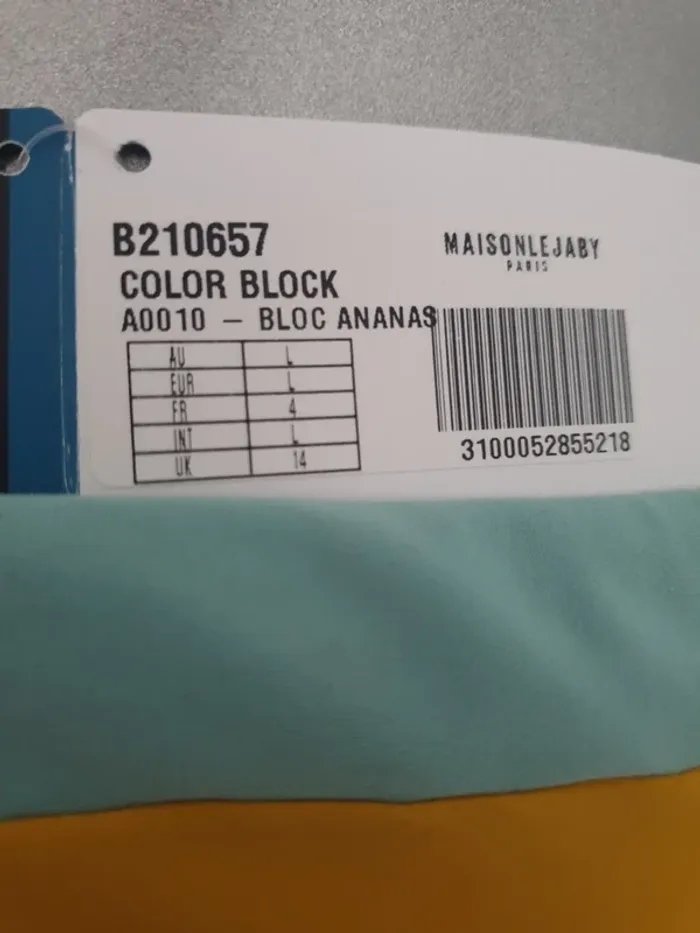 B210657
COLOR BLOCK
A0010 – BLOC ANANAS
AU L
EUR L
FR 4
INT L
UK 14
MAISONLEJABY
PARIS
3100052855218